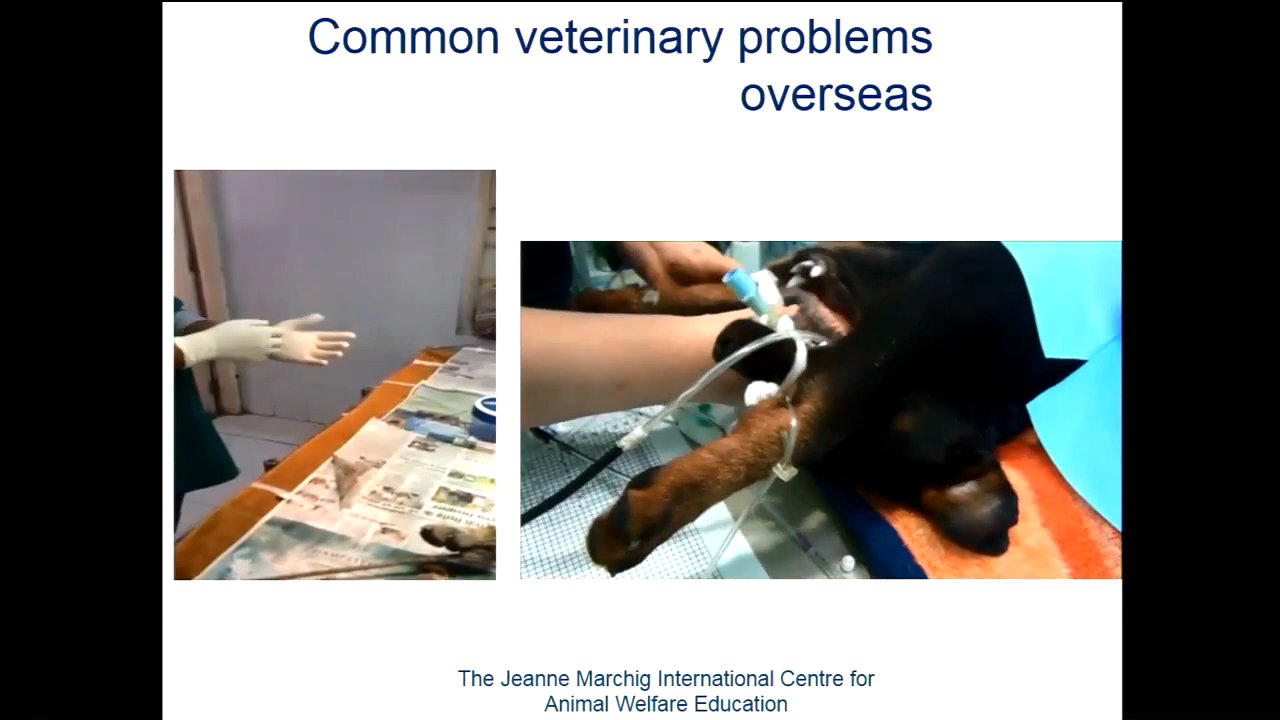 Common veterinary problems
overseas
The Jeanne Marchig International Centre for
Animal Welfare Education